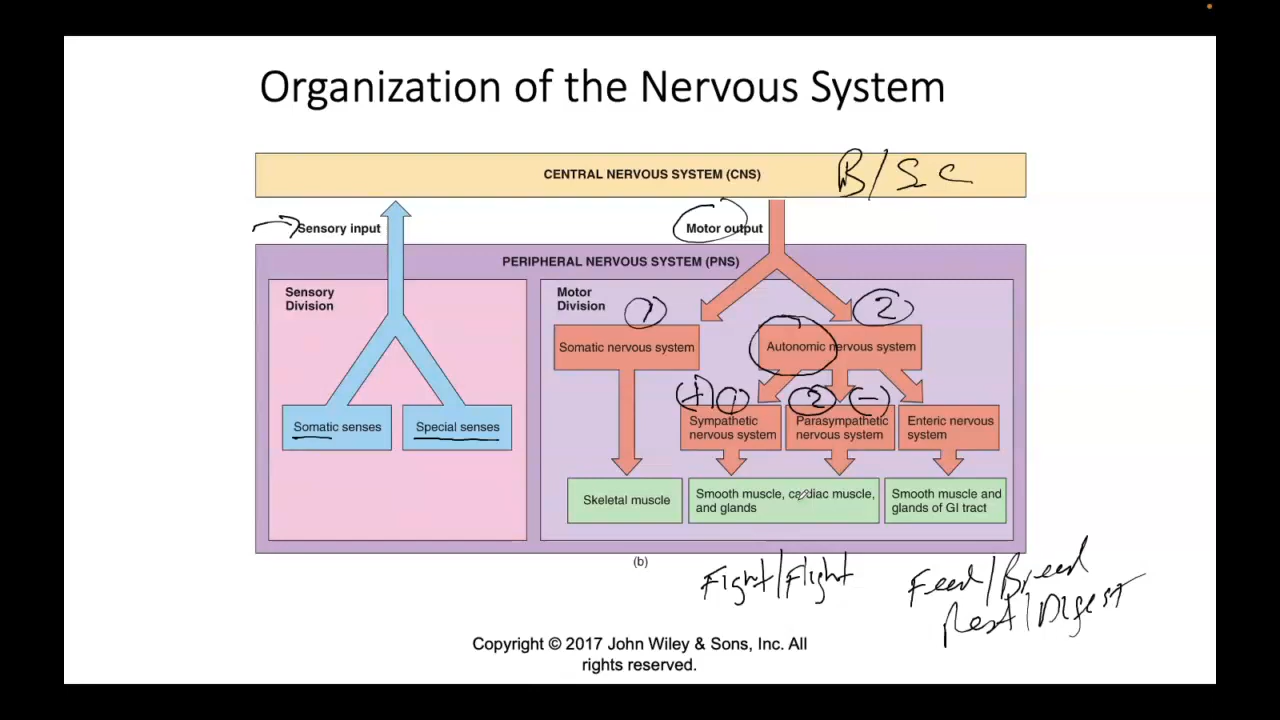 Organization of the Nervous System
CENTRAL NERVOUS SYSTEM (CNS) B/SC
Sensory input
Motor output
PERIPHERAL NERVOUS SYSTEM (PNS)
Sensory
Division
Motor
Division
1
2
Somatic nervous system
Autonomic nervous system
(+) 1
2 (-)
Somatic senses
Special senses
Sympathetic
nervous system
Parasympathetic
nervous system
Enteric nervous
system
Skeletal muscle
Smooth muscle, cardiac muscle,
and glands
Smooth muscle and
glands of GI tract
(b)
Fight/Flight
Feed/Breed
Rest/Digest
Copyright © 2017 John Wiley & Sons, Inc. All
rights reserved.